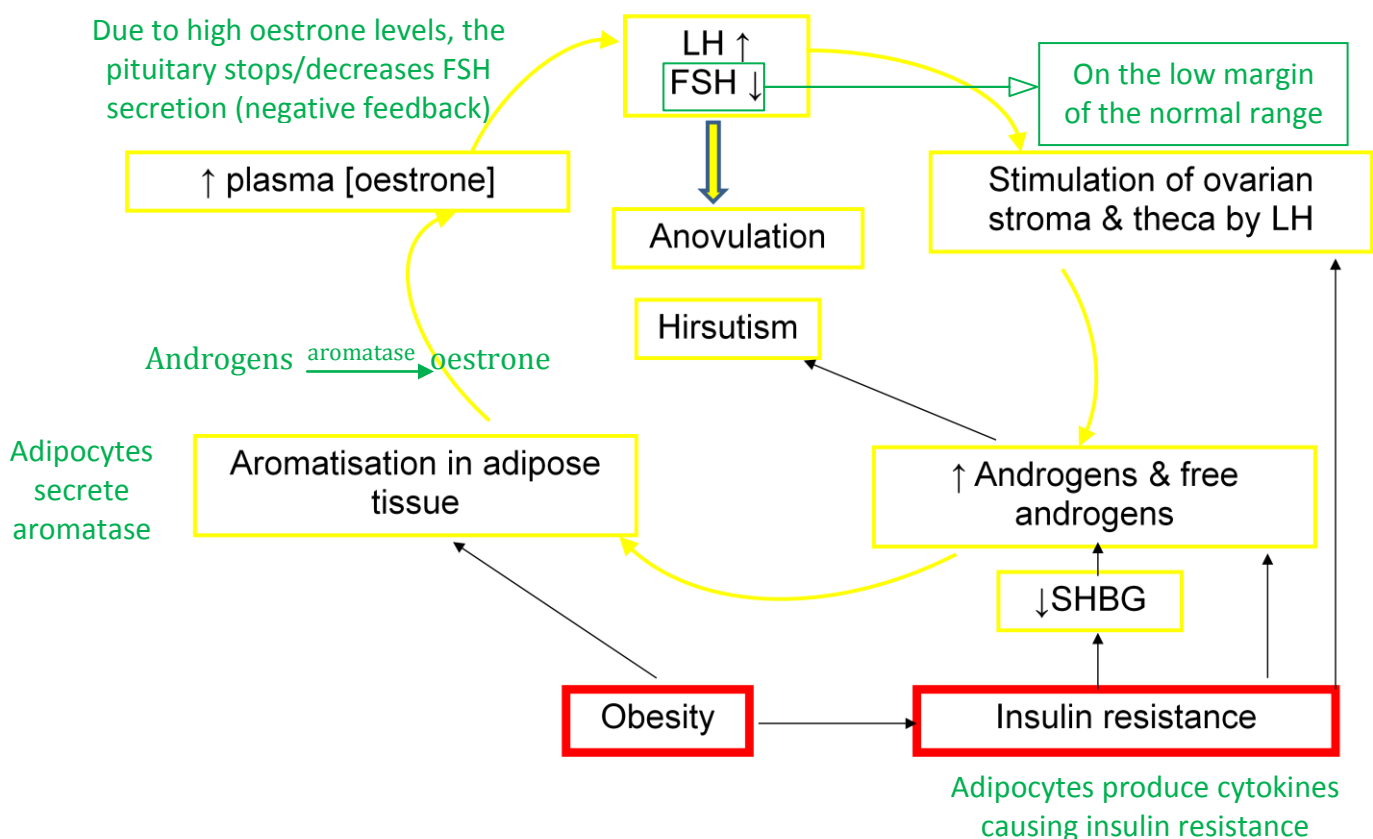 Due to high oestrone levels, the
pituitary stops/decreases FSH
secretion (negative feedback)
LH ↑
FSH ↓
On the low margin
of the normal range
↑ plasma [oestrone]
Stimulation of ovarian
stroma & theca by LH
Anovulation
Hirsutism
Androgens aromatase oestrone
Adipocytes
secrete
aromatase
Aromatisation in adipose
tissue
↑ Androgens & free
androgens
↓SHBG
Obesity
Insulin resistance
Adipocytes produce cytokines
causing insulin resistance